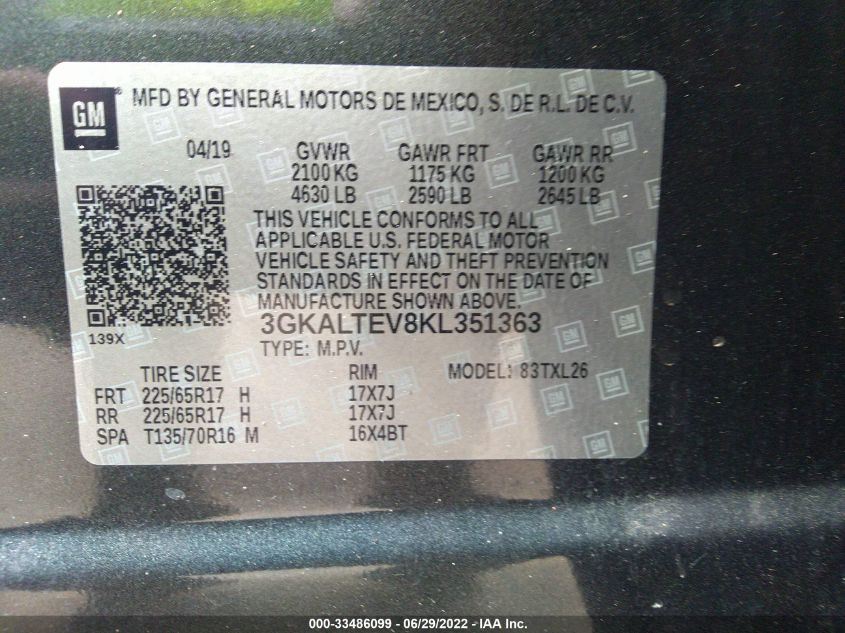 GM
MFD BY GENERAL MOTORS DE MEXICO, S. DE R.L. DE C.V.
04/19 GVWR GAWR FRT GAWR RR
2100 KG 1175 KG 1200 KG
4630 LB 2590 LB 2645 LB
THIS VEHICLE CONFORMS TO ALL
APPLICABLE U.S. FEDERAL MOTOR
VEHICLE SAFETY AND THEFT PREVENTION
STANDARDS IN EFFECT ON THE DATE OF
MANUFACTURE SHOWN ABOVE.
139X
3GKALTEV8KL351363
TYPE: M.P.V.
TIRE SIZE RIM MODEL: 83TXL26
FRT 225/65R17 H 17X7J
RR 225/65R17 H 17X7J
SPA T135/70R16 M 16X4BT
000-33486099 - 06/29/2022 - IAA Inc.